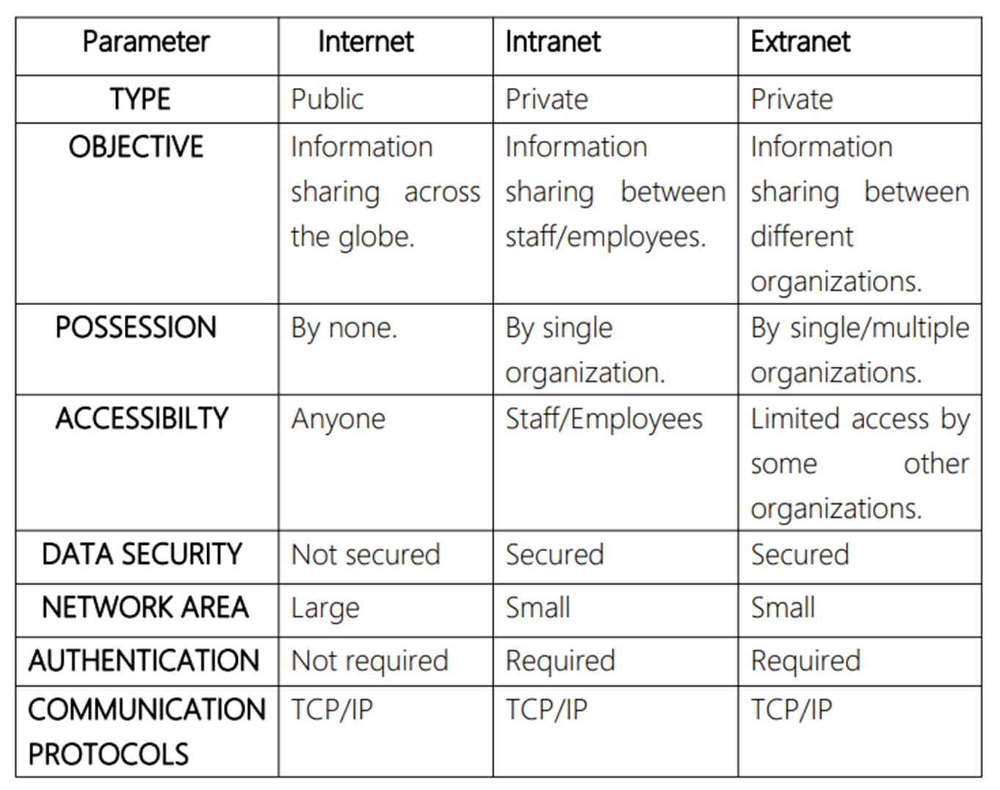 Parameter Internet Intranet Extranet
TYPE Public Private Private
OBJECTIVE Information Information Information
sharing across sharing between sharing between
the globe. staff/employees. different
organizations.
POSSESSION By none. By single By single/multiple
organization. organizations.
ACCESSIBILTY Anyone Staff/Employees Limited access by
some other
organizations.
DATA SECURITY Not secured Secured Secured
NETWORK AREA Large Small Small
AUTHENTICATION Not required Required Required
COMMUNICATION TCP/IP TCP/IP TCP/IP
PROTOCOLS